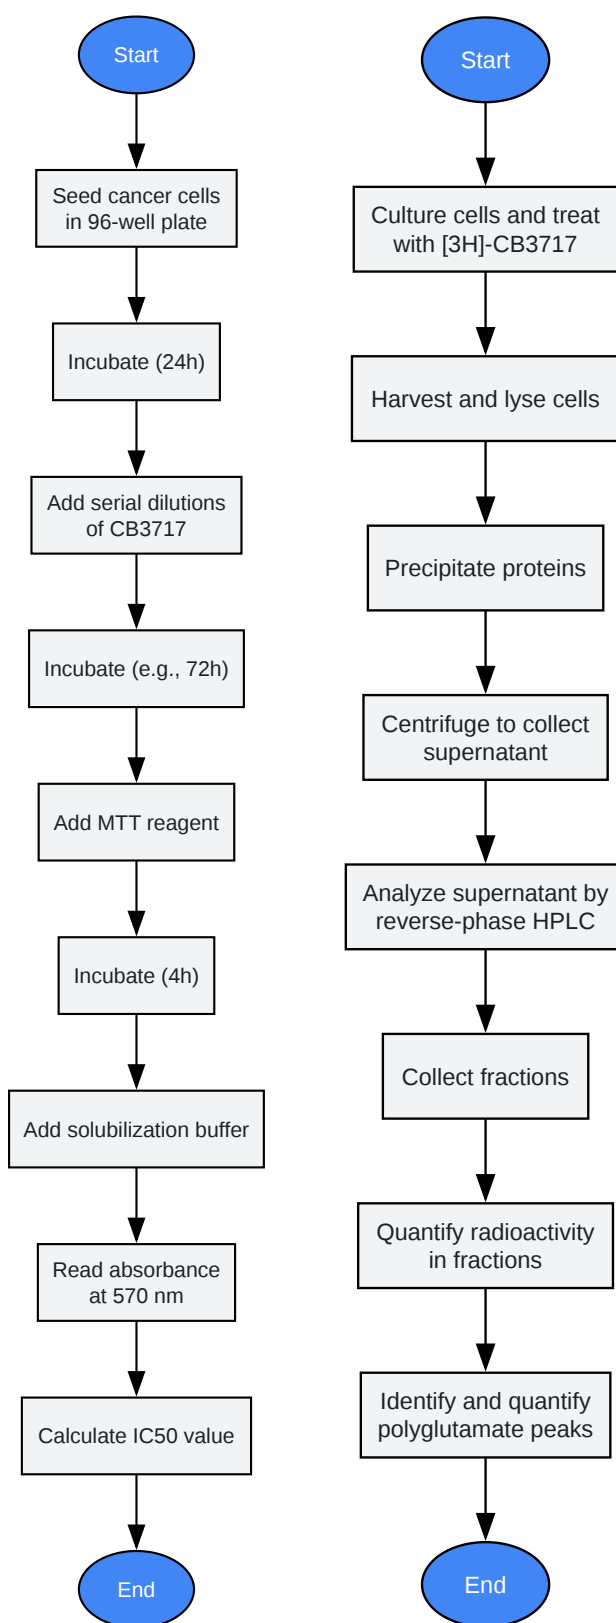 Start
Seed cancer cells
in 96-well plate
Incubate (24h)
Add serial dilutions
of CB3717
Incubate (e.g., 72h)
Add MTT reagent
Incubate (4h)
Add solubilization buffer
Read absorbance
at 570 nm
Calculate IC50 value
End
Start
Culture cells and treat
with [3H]-CB3717
Harvest and lyse cells
Precipitate proteins
Centrifuge to collect
supernatant
Analyze supernatant by
reverse-phase HPLC
Collect fractions
Quantify radioactivity
in fractions
Identify and quantify
polyglutamate peaks
End